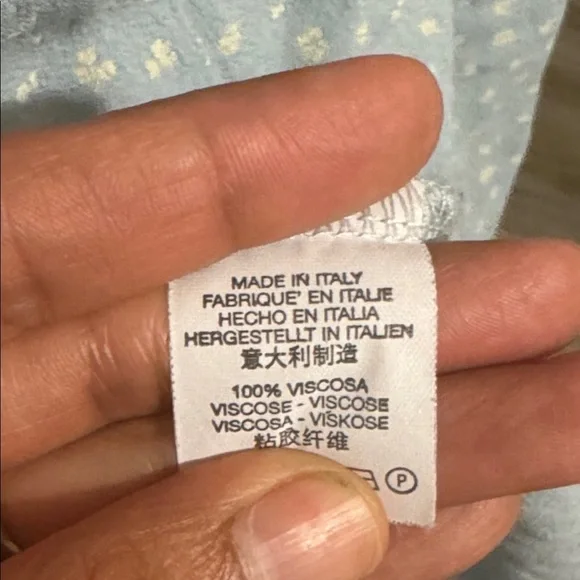 MADE IN ITALY
FABRIQUE' EN ITALIE
HECHO EN ITALIA
HERGESTELLT IN ITALIEN
意大利制造
100% VISCOSA
VISCOSE - VISCOSE
VISCOSA - VISKOSE
粘胶纤维
P